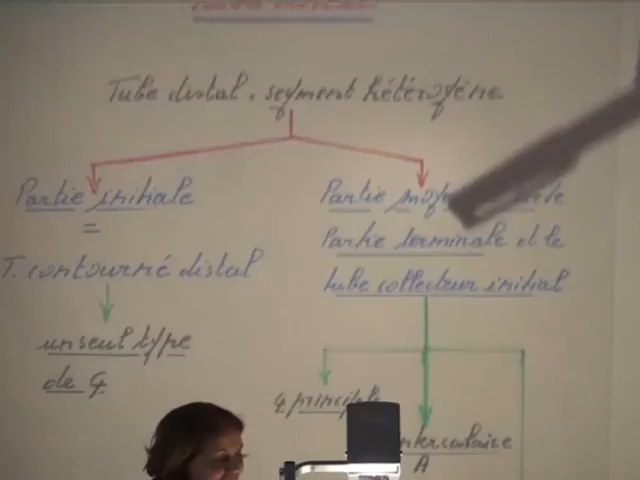 Tube distal, segment hétérogène
Partie initiale
=
T. contourné distal
un seul type
de
Partie
Partie terminale et le
tube collecteur initial
principale
intercalaire
A